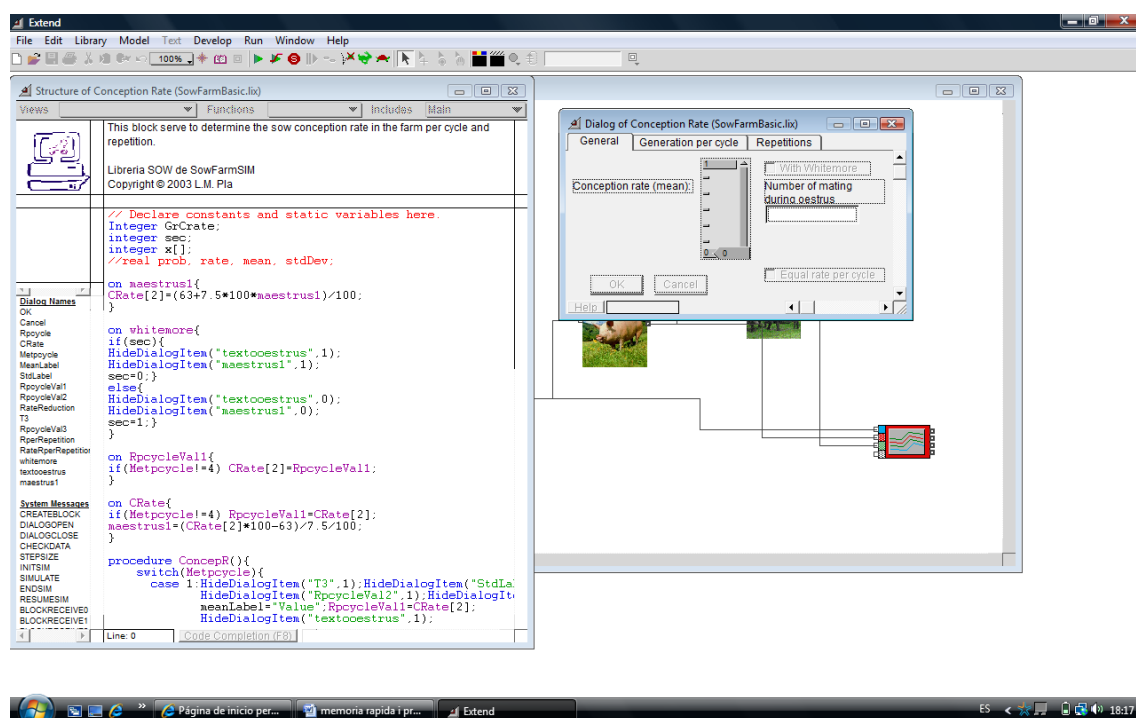 Extend
File Edit Library Model Text Develop Run Window Help
100%
Structure of Conception Rate (SowFarmBasic.lix)
Views Functions Includes Main
This block serve to determine the sow conception rate in the farm per cycle and
repetition.
Libreria SOW de SowFarmSIM
Copyright © 2003 L.M. Pla
// Declare constants and static variables here.
Integer GrCrate;
integer sec;
integer x[];
//real prob, rate, mean, stdDev;
on maestrus1{
CRate[2]=(63+7.5*100*maestrus1)/100;
}
on whitemore{
if(sec){
HideDialogItem("textooestrus",1);
HideDialogItem("maestrus1",1);
sec=0;}
else{
HideDialogItem("textooestrus",0);
HideDialogItem("maestrus1",0);
sec=1;}
}
on RpcycleVal1{
if(Metpcycle!=4) CRate[2]=RpcycleVal1;
}
on CRate{
if(Metpcycle!=4) RpcycleVal1=CRate[2];
maestrus1=(CRate[2]*100-63)/7.5/100;
}
procedure ConcepR(){
switch(Metpcycle){
case 1:HideDialogItem("T3",1);HideDialogItem("StdLa
HideDialogItem("RpcycleVal2",1);HideDialogIt
meanLabel="Value";RpcycleVal1=CRate[2];
HideDialogItem("textooestrus",1);
Dialog Names
OK
Cancel
Rpcycle
CRate
Metpcycle
MeanLabel
StdLabel
RpcycleVal1
RpcycleVal2
RateReduction
T3
RpcycleVal3
RperRepetition
RateRperRepetitior
whitemore
textooestrus
maestrus1
System Messages
CREATEBLOCK
DIALOGOPEN
DIALOGCLOSE
CHECKDATA
STEPSIZE
INITSIM
SIMULATE
ENDSIM
RESUMESIM
BLOCKRECEIVE0
BLOCKRECEIVE1
Line: 0 Code Completion (F8)
Dialog of Conception Rate (SowFarmBasic.lix)
General Generation per cycle Repetitions
Conception rate (mean):
1
0 0
With Whitemore
Number of mating
during oestrus
Equal rate per cycle
OK Cancel
Help
Página de inicio per...
memoria rapida i pr...
Extend
ES
18:17